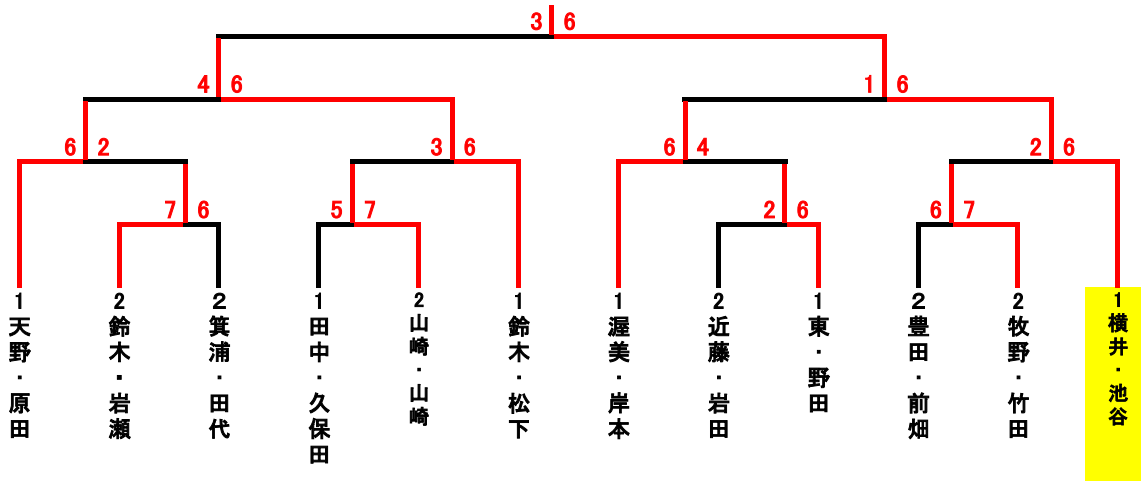 3 6
4 6
1 6
6 2
3 6
6 4
2 6
7 6
5 7
2 6
6 7
1天野・原田
2鈴木・岩瀬
2箕浦・田代
1田中・久保田
2山崎・山崎
1鈴木・松下
1渥美・岸本
2近藤・岩田
1東・野田
2豊田・前畑
2牧野・竹田
1横井・池谷